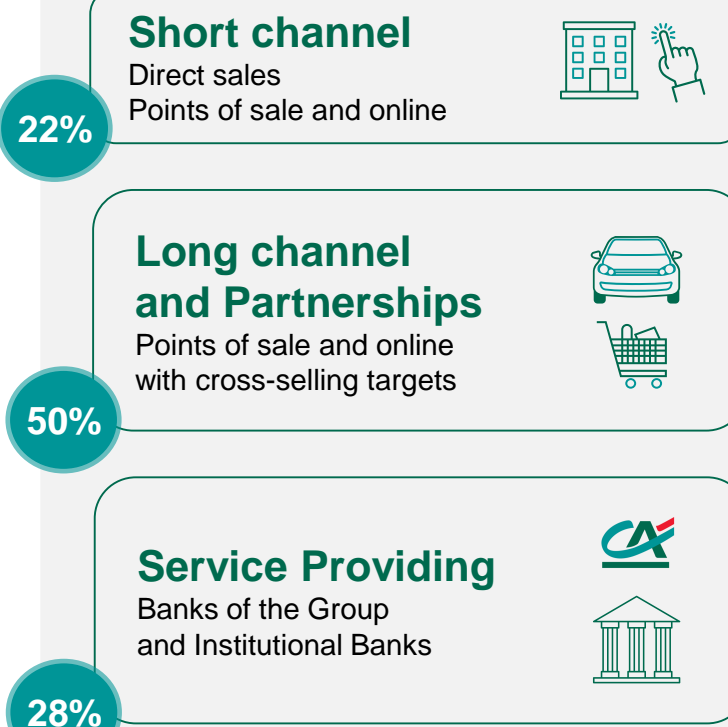 Short channel
Direct sales
Points of sale and online
22%
Long channel
and Partnerships
Points of sale and online
with cross-selling targets
50%
Service Providing
Banks of the Group
and Institutional Banks
28%